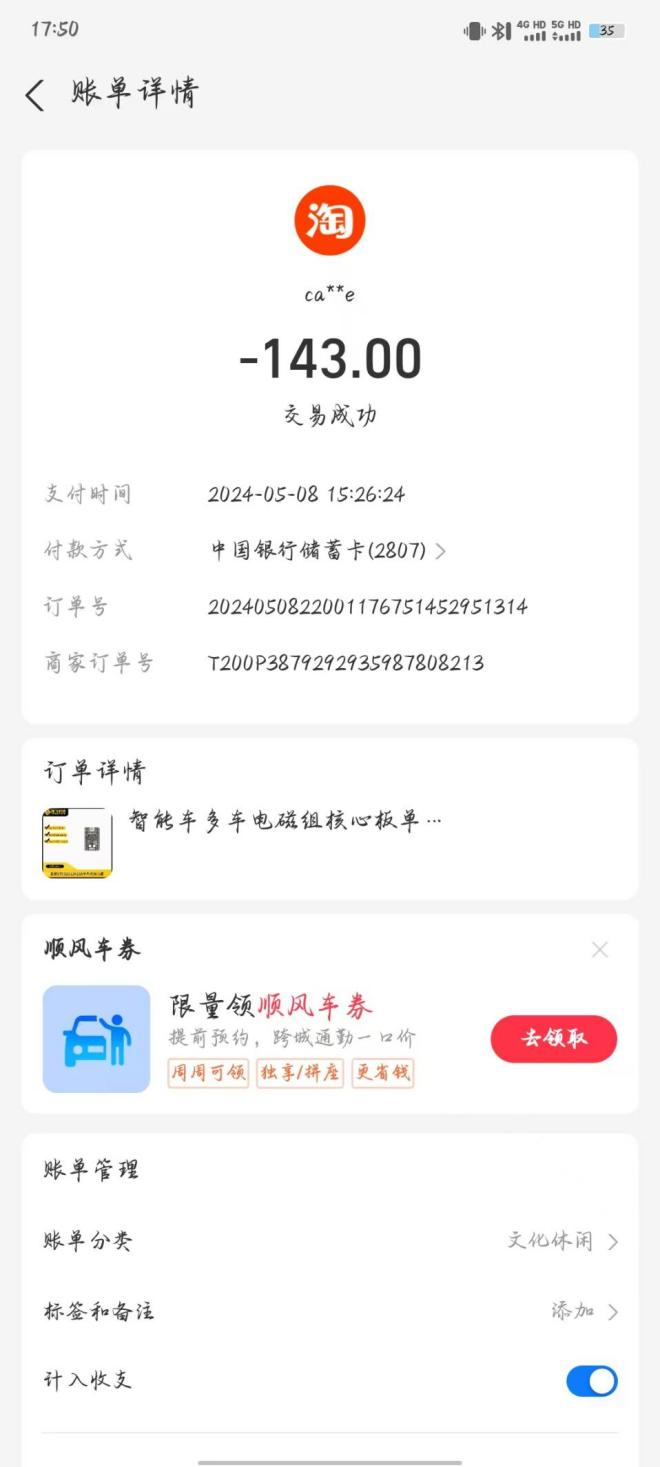 17:50
4G HD 5G HD 35
账单详情
淘
ca**e
-143.00
交易成功
支付时间 2024-05-08 15:26:24
付款方式 中国银行储蓄卡(2807)
订单号 2024050822001176751452951314
商家订单号 T200P3879292935987808213
订单详情
智能车多车电磁组核心板单…
顺风车券
限量领顺风车券
提前预约，跨城通勤一口价
去领取
周周可领 独享/拼座 更省钱
账单管理
账单分类 文化休闲
标签和备注 添加
计入收支